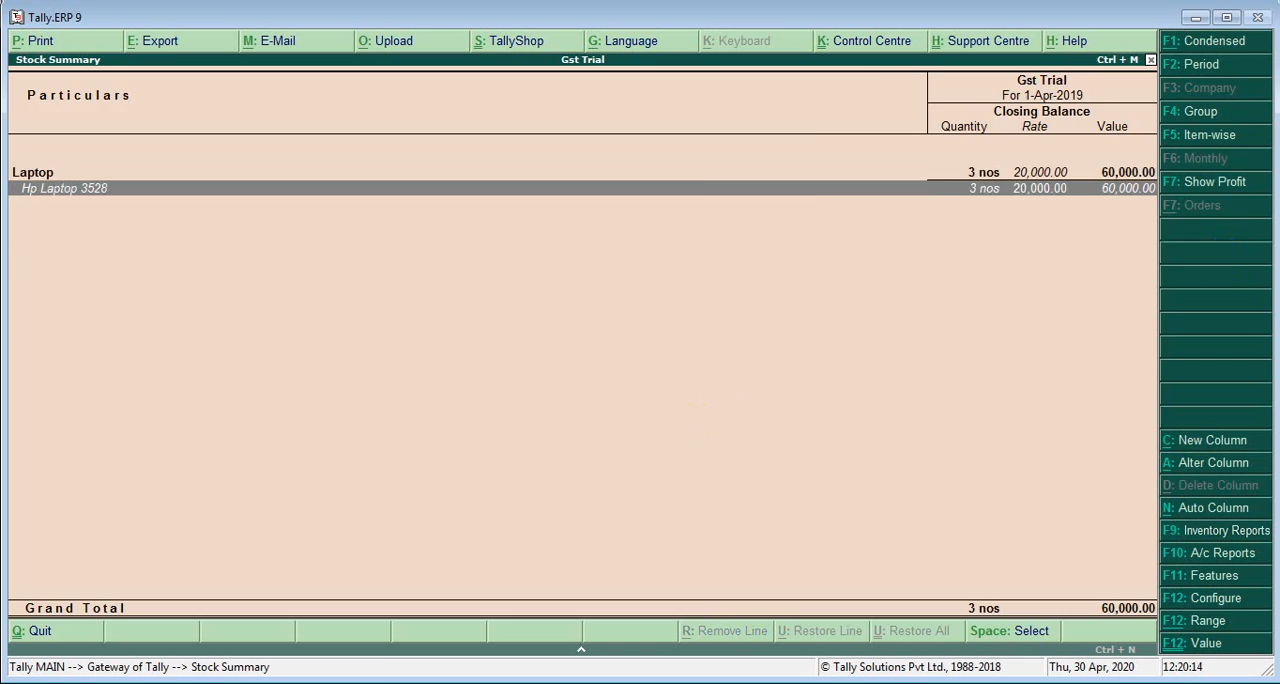 Tally.ERP 9
P: Print E: Export M: E-Mail O: Upload S: TallyShop G: Language K: Keyboard K: Control Centre H: Support Centre H: Help
Stock Summary Gst Trial Ctrl + M
Particulars
Gst Trial
For 1-Apr-2019
Closing Balance
Quantity Rate Value
Laptop 3 nos 20,000.00 60,000.00
Hp Laptop 3528 3 nos 20,000.00 60,000.00
Grand Total 3 nos 60,000.00
F1: Condensed
F2: Period
F3: Company
F4: Group
F5: Item-wise
F6: Monthly
F7: Show Profit
F7: Orders
C: New Column
A: Alter Column
D: Delete Column
N: Auto Column
F9: Inventory Reports
F10: A/c Reports
F11: Features
F12: Configure
F12: Range
F12: Value
Q: Quit R: Remove Line U: Restore Line U: Restore All Space: Select
Ctrl + N
Tally MAIN --> Gateway of Tally --> Stock Summary © Tally Solutions Pvt Ltd., 1988-2018 Thu, 30 Apr, 2020 12:20:14